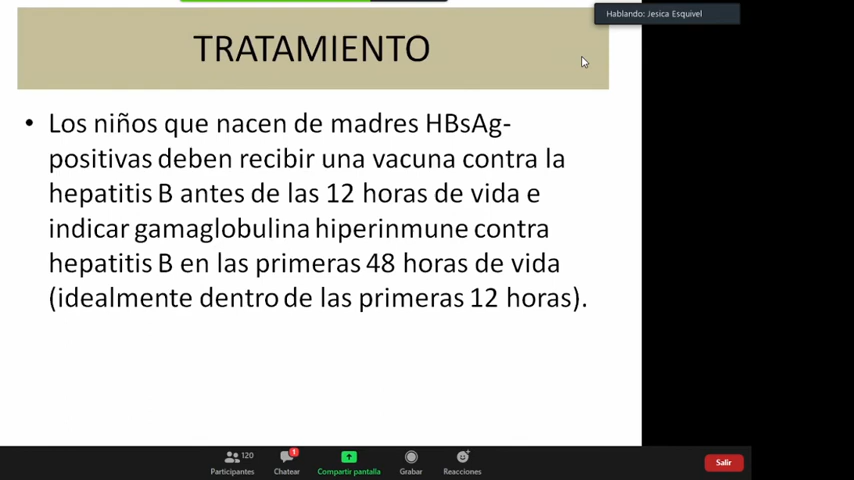 Hablando: Jesica Esquivel
TRATAMIENTO
• Los niños que nacen de madres HBsAg-
positivas deben recibir una vacuna contra la
hepatitis B antes de las 12 horas de vida e
indicar gamaglobulina hiperinmune contra
hepatitis B en las primeras 48 horas de vida
(idealmente dentro de las primeras 12 horas).
120
1
Participantes
Chatear
Compartir pantalla
Grabar
Reacciones
Salir